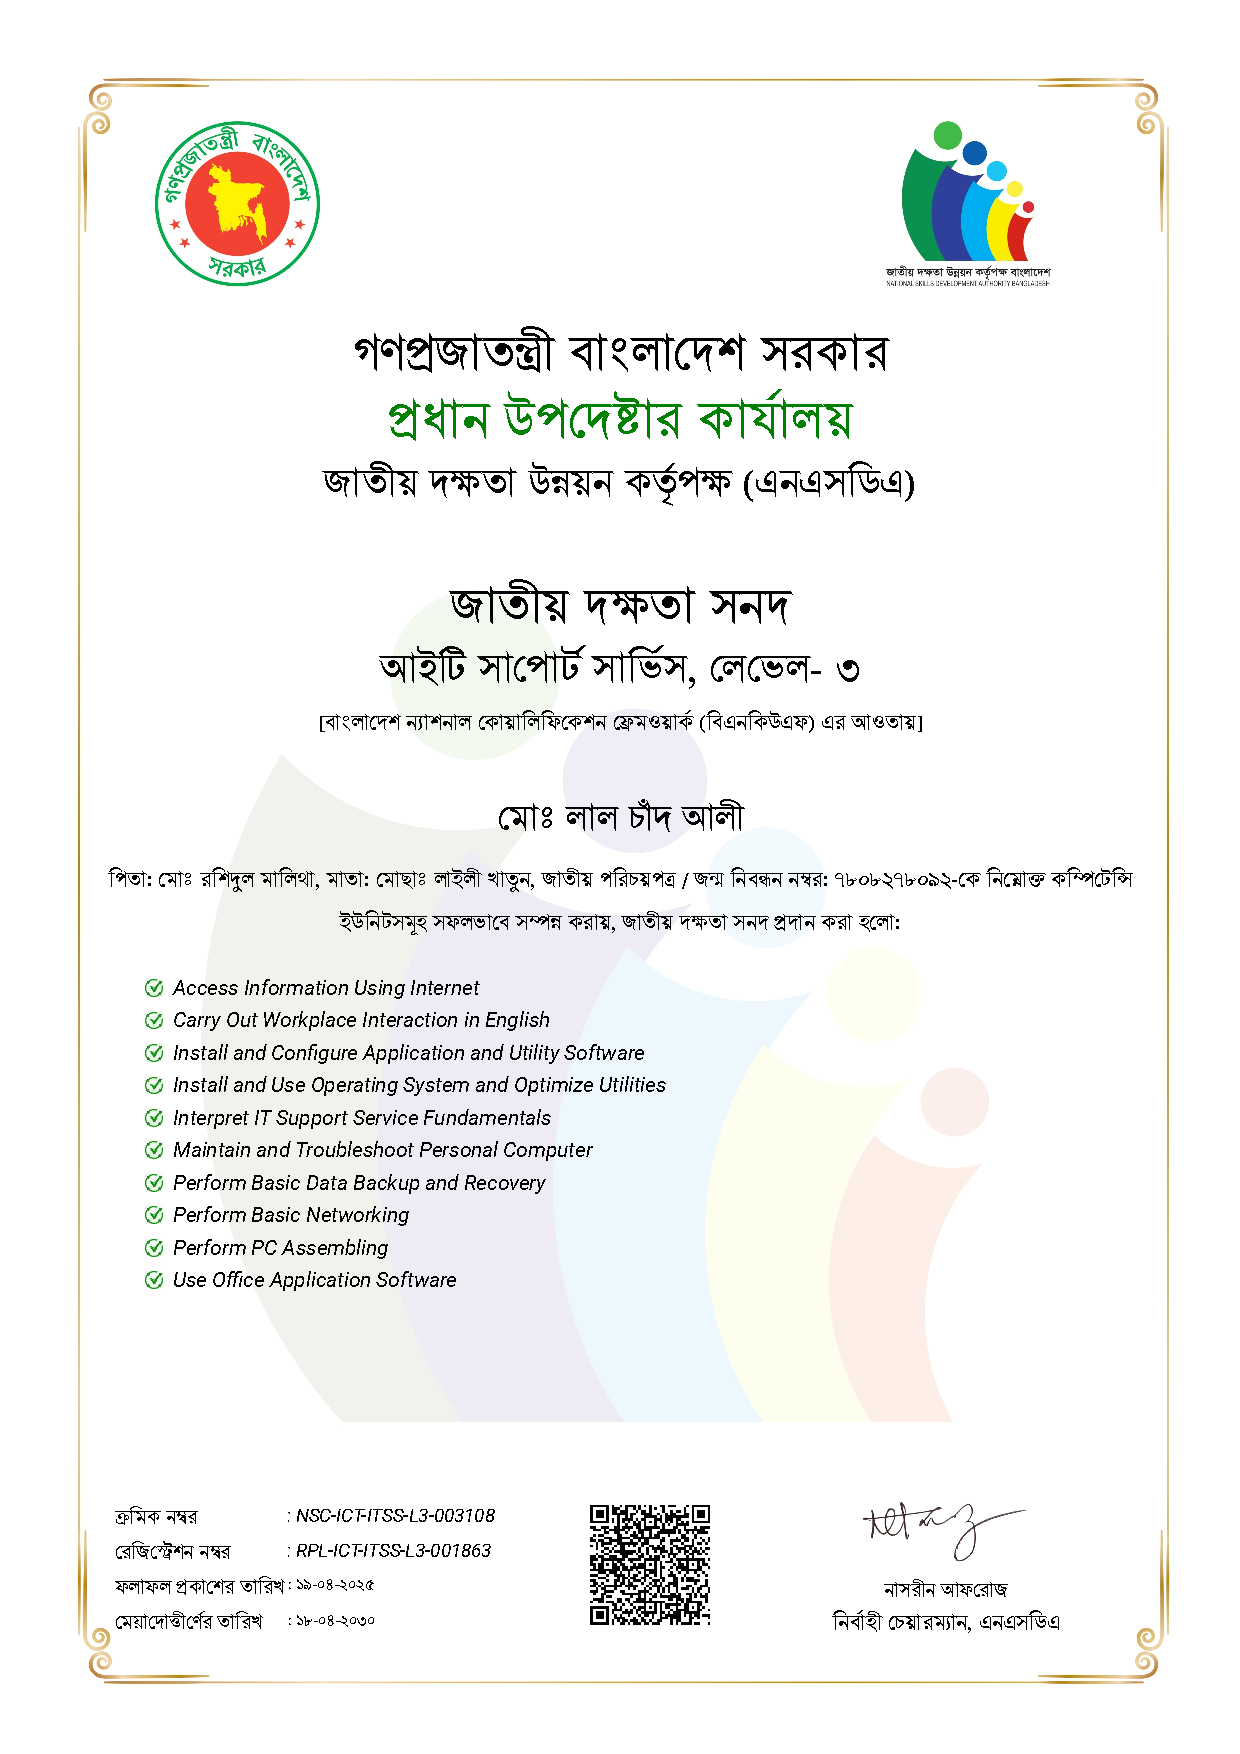 গণপ্রজাতন্ত্রী বাংলাদেশ
সরকার
জাতীয় দক্ষতা উন্নয়ন কর্তৃপক্ষ বাংলাদেশ
NATIONAL SKILLS DEVELOPMENT AUTHORITY BANGLADESH
গণপ্রজাতন্ত্রী বাংলাদেশ সরকার
প্রধান উপদেষ্টার কার্যালয়
জাতীয় দক্ষতা উন্নয়ন কর্তৃপক্ষ (এনএসডিএ)
জাতীয় দক্ষতা সনদ
আইটি সাপোর্ট সার্ভিস, লেভেল- ৩
[বাংলাদেশ ন্যাশনাল কোয়ালিফিকেশন ফ্রেমওয়ার্ক (বিএনকিউএফ) এর আওতায়]
মোঃ লাল চাঁদ আলী
পিতা: মোঃ রশিদুল মালিথা, মাতা: মোছাঃ লাইলী খাতুন, জাতীয় পরিচয়পত্র / জন্ম নিবন্ধন নম্বর: ৭৮০৮২৭৮০৯২-কে নিম্নোক্ত কম্পিটেন্সি
ইউনিটসমূহ সফলভাবে সম্পন্ন করায়, জাতীয় দক্ষতা সনদ প্রদান করা হলো:
Access Information Using Internet
Carry Out Workplace Interaction in English
Install and Configure Application and Utility Software
Install and Use Operating System and Optimize Utilities
Interpret IT Support Service Fundamentals
Maintain and Troubleshoot Personal Computer
Perform Basic Data Backup and Recovery
Perform Basic Networking
Perform PC Assembling
Use Office Application Software
ক্রমিক নম্বর : NSC-ICT-ITSS-L3-003108
রেজিস্ট্রেশন নম্বর : RPL-ICT-ITSS-L3-001863
ফলাফল প্রকাশের তারিখ : ১৯-০৪-২০২৫
মেয়াদোত্তীর্ণের তারিখ : ১৮-০৪-২০৩০
নাসরীন আফরোজ
নির্বাহী চেয়ারম্যান, এনএসডিএ